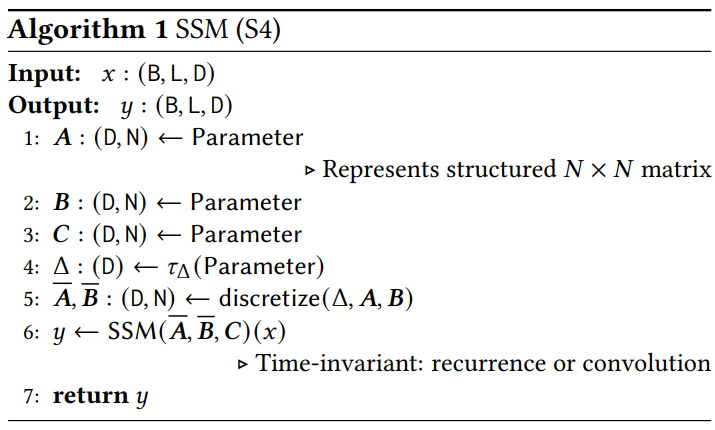 Algorithm 1 SSM (S4)
Input: x : (B, L, D)
Output: y : (B, L, D)
1: A : (D, N) ← Parameter
▷ Represents structured N × N matrix
2: B : (D, N) ← Parameter
3: C : (D, N) ← Parameter
4: Δ : (D) ← τ_Δ(Parameter)
5: A̅, B̅ : (D, N) ← discretize(Δ, A, B)
6: y ← SSM(A̅, B̅, C)(x)
▷ Time-invariant: recurrence or convolution
7: return y